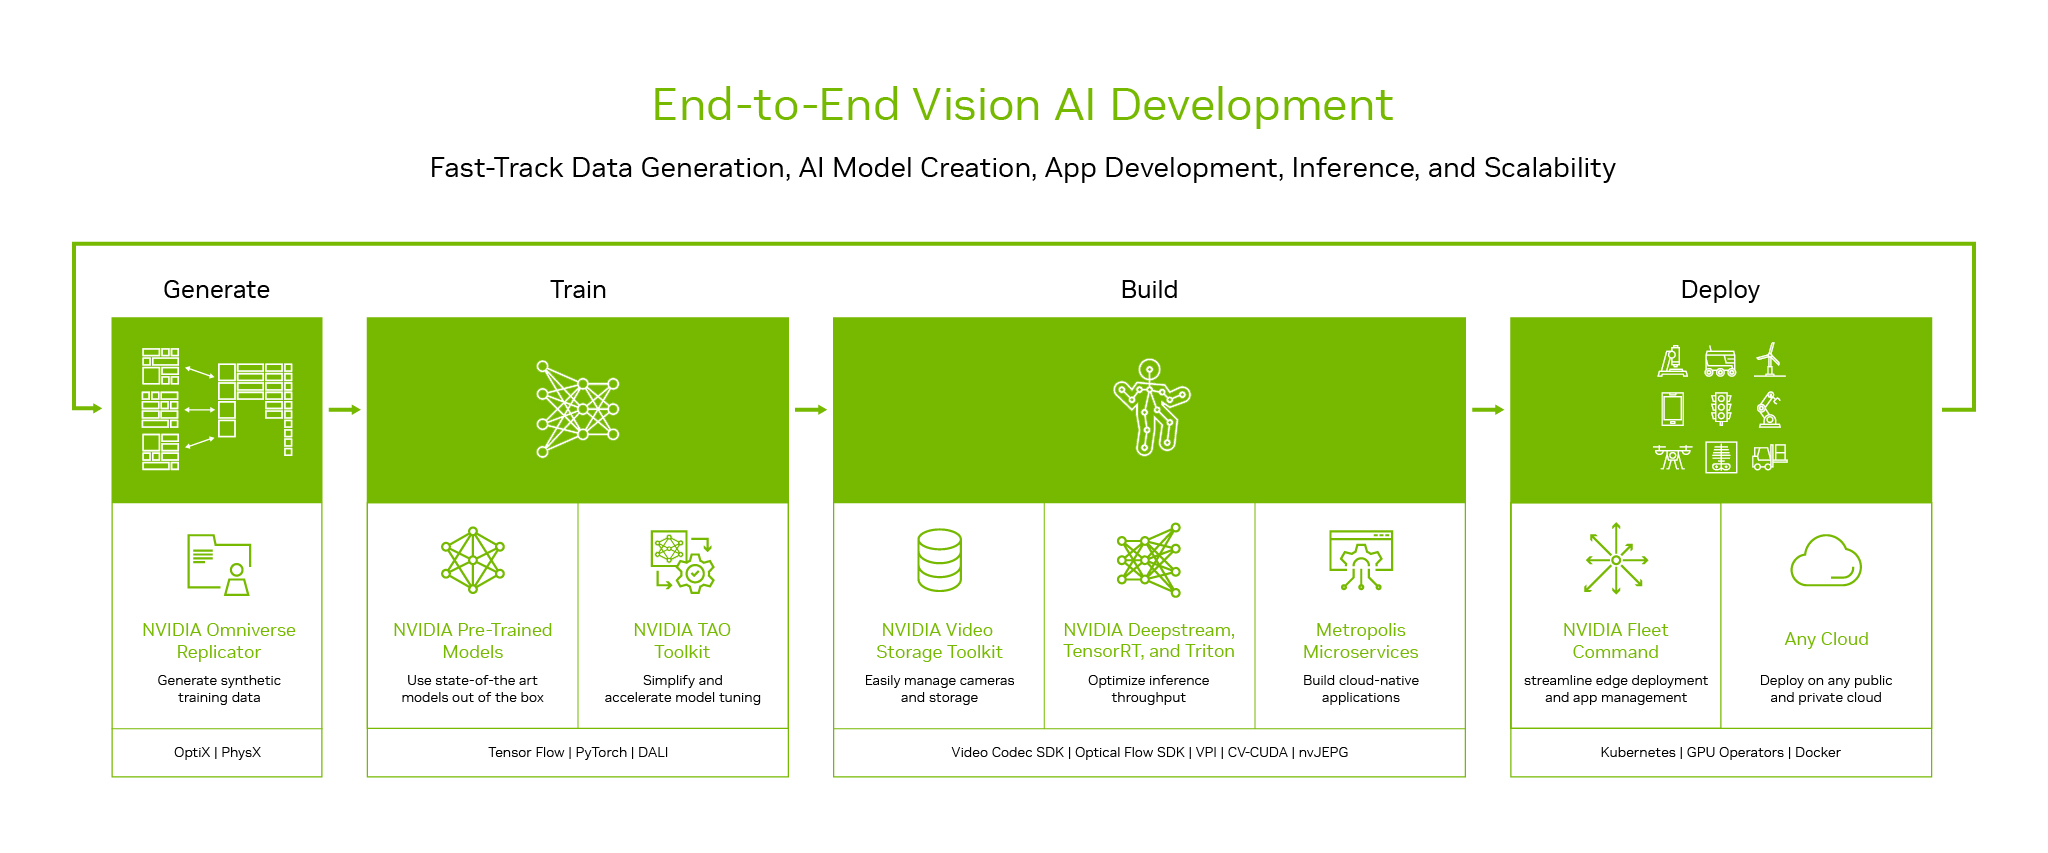 End-to-End Vision AI Development
Fast-Track Data Generation, AI Model Creation, App Development, Inference, and Scalability
Generate
Train
Build
Deploy
NVIDIA Omniverse
Replicator
Generate synthetic
training data
OptiX | PhysX
NVIDIA Pre-Trained
Models
Use state-of-the art
models out of the box
NVIDIA TAO
Toolkit
Simplify and
accelerate model tuning
Tensor Flow | PyTorch | DALI
NVIDIA Video
Storage Toolkit
Easily manage cameras
and storage
NVIDIA Deepstream,
TensorRT, and Triton
Optimize inference
throughput
Metropolis
Microservices
Build cloud-native
applications
Video Codec SDK | Optical Flow SDK | VPI | CV-CUDA | nvJEPG
NVIDIA Fleet
Command
streamline edge deployment
and app management
Any Cloud
Deploy on any public
and private cloud
Kubernetes | GPU Operators | Docker